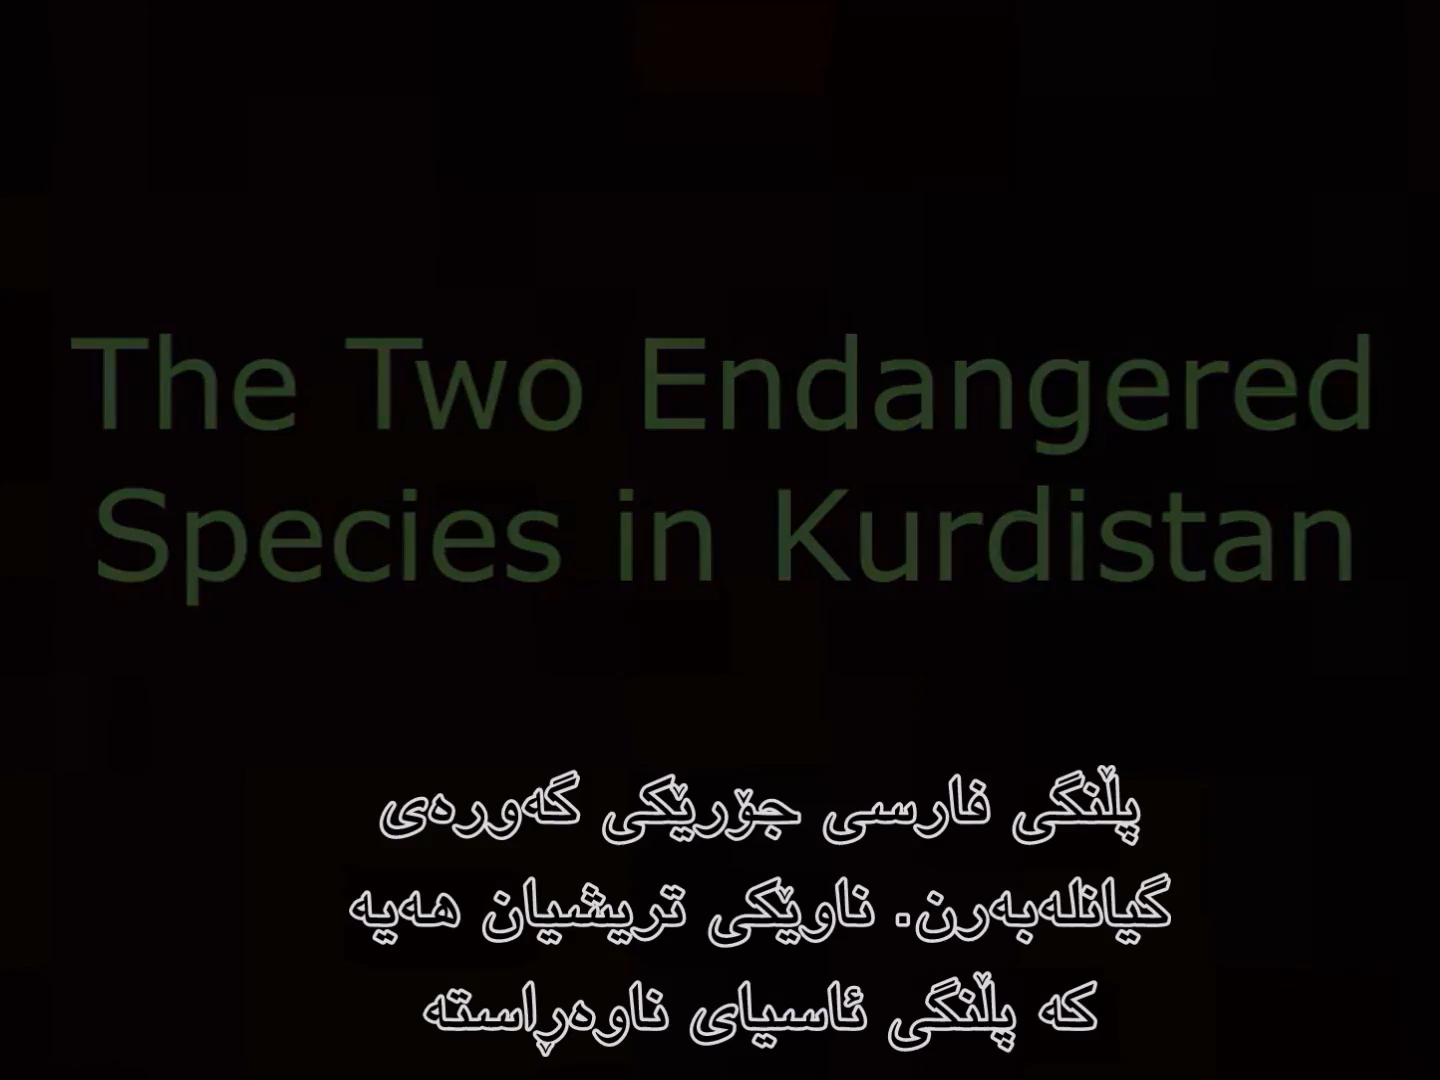 The Two Endangered
Species in Kurdistan
پڵنگی فارسی جۆرێکی گەورەی
گیانلەبەرن. ناوێکی تریشیان هەیە
کە پڵنگی ئاسیای ناوەڕاستە